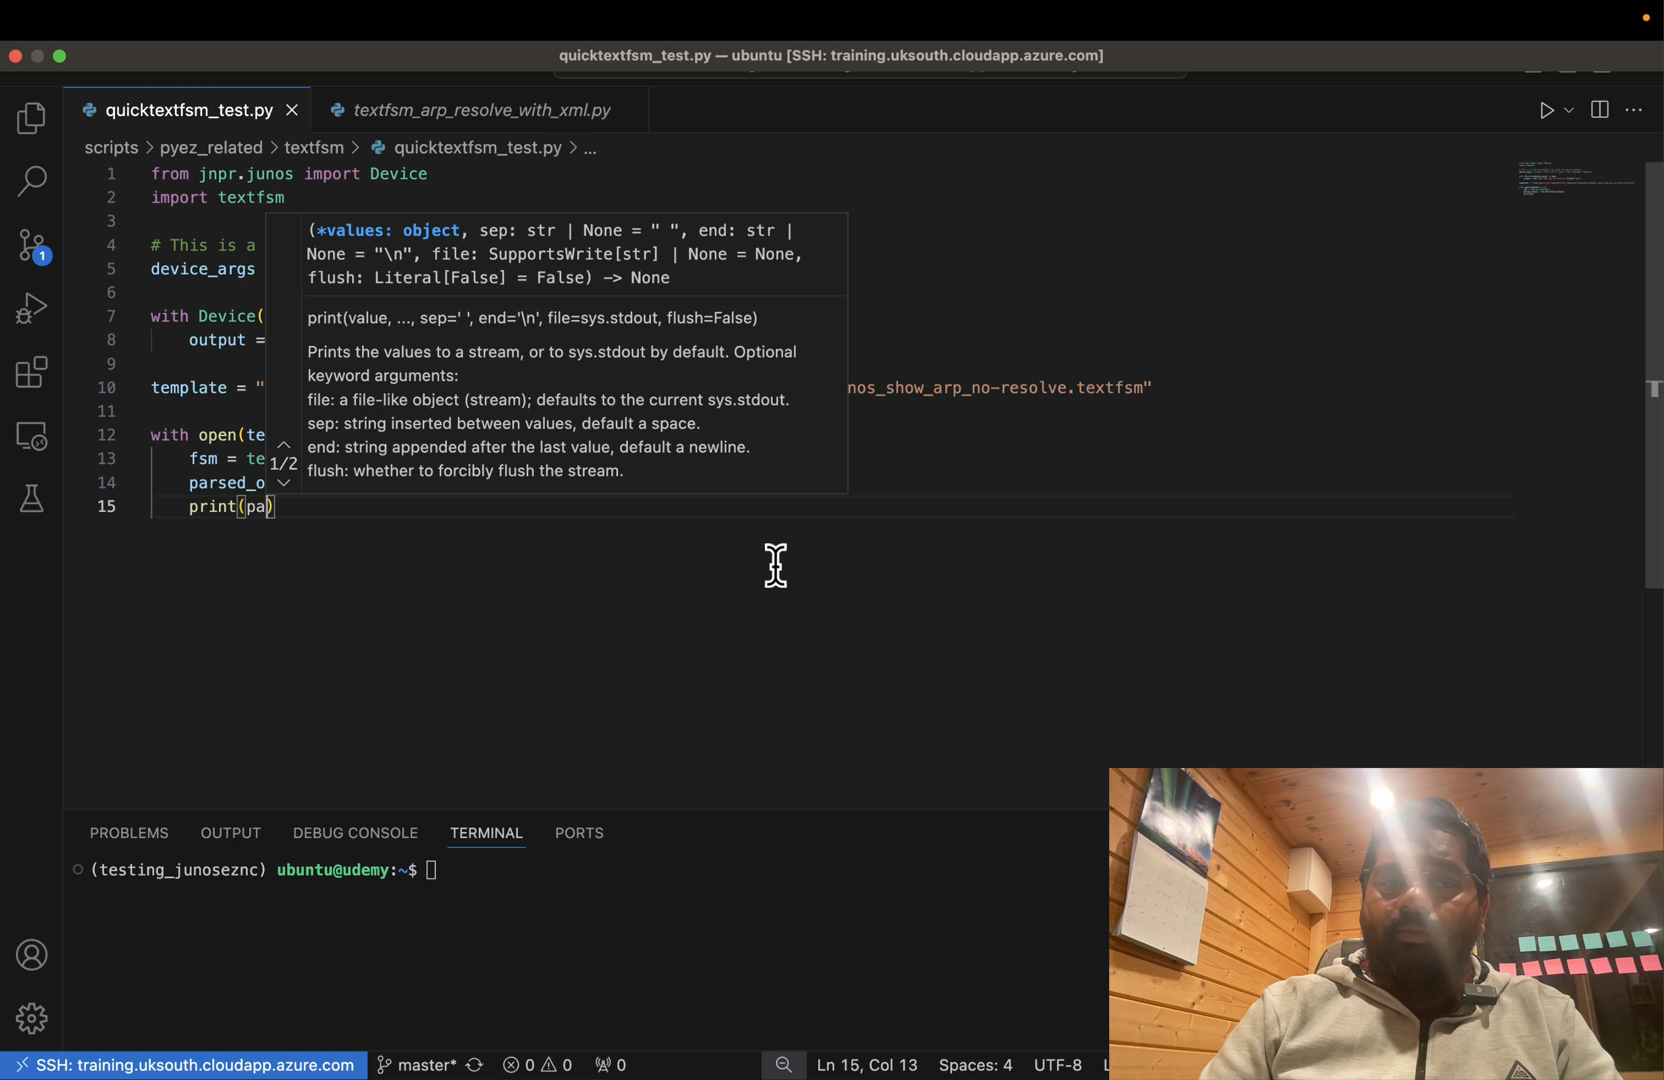 quicktextfsm_test.py — ubuntu [SSH: training.uksouth.cloudapp.azure.com]
quicktextfsm_test.py
textfsm_arp_resolve_with_xml.py
scripts > pyez_related > textfsm > quicktextfsm_test.py > ...
1 from jnpr.junos import Device
2 import textfsm
3
4 # This is a
5 device_args
6
7 with Device(
8 output =
9
10 template = " nos_show_arp_no-resolve.textfsm"
11
12 with open(te
13 fsm = te
14 parsed_o
15 print(pa)
(*values: object, sep: str | None = " ", end: str |
None = "\n", file: SupportsWrite[str] | None = None,
flush: Literal[False] = False) -> None
print(value, ..., sep=' ', end='\n', file=sys.stdout, flush=False)
Prints the values to a stream, or to sys.stdout by default. Optional
keyword arguments:
file: a file-like object (stream); defaults to the current sys.stdout.
sep: string inserted between values, default a space.
end: string appended after the last value, default a newline.
flush: whether to forcibly flush the stream.
1/2
1
PROBLEMS OUTPUT DEBUG CONSOLE TERMINAL PORTS
(testing_junoseznc) ubuntu@udemy:~$
SSH: training.uksouth.cloudapp.azure.com master* 0 0 0 Ln 15, Col 13 Spaces: 4 UTF-8